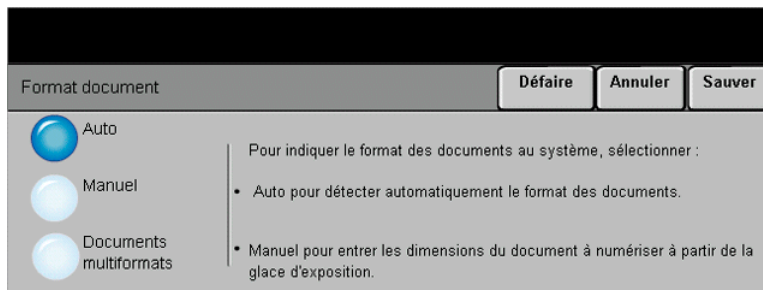 Format document
Défaire
Annuler
Sauver
Auto
Manuel
Documents
multiformats
Pour indiquer le format des documents au système, sélectionner :
• Auto pour détecter automatiquement le format des documents.
• Manuel pour entrer les dimensions du document à numériser à partir de la
glace d'exposition.